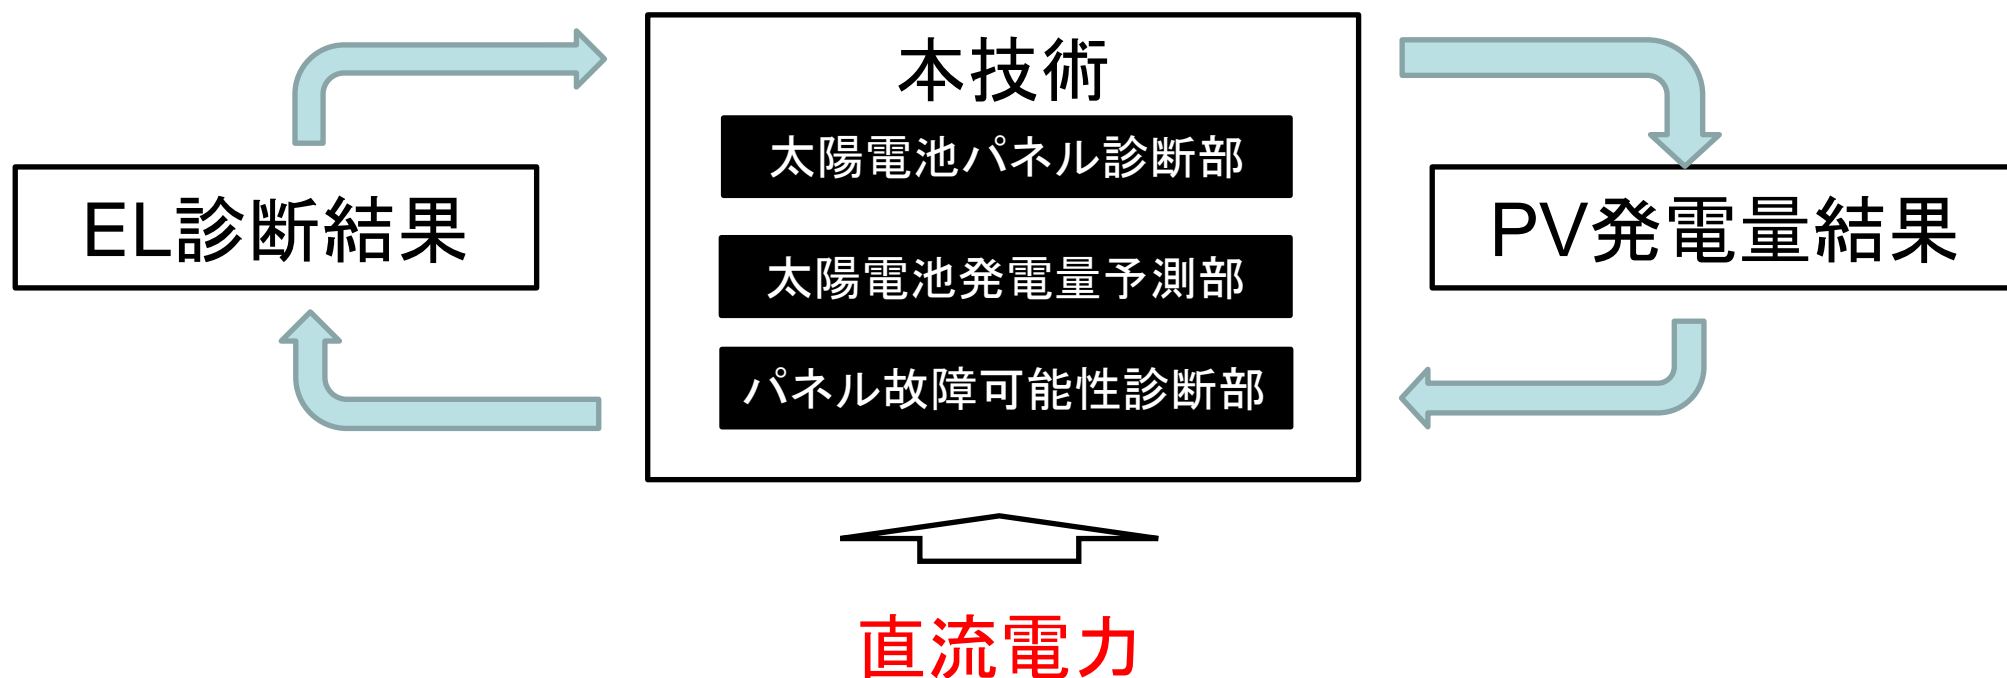 本技術
太陽電池パネル診断部
EL診断結果
太陽電池発電量予測部
PV発電量結果
パネル故障可能性診断部
直流電力